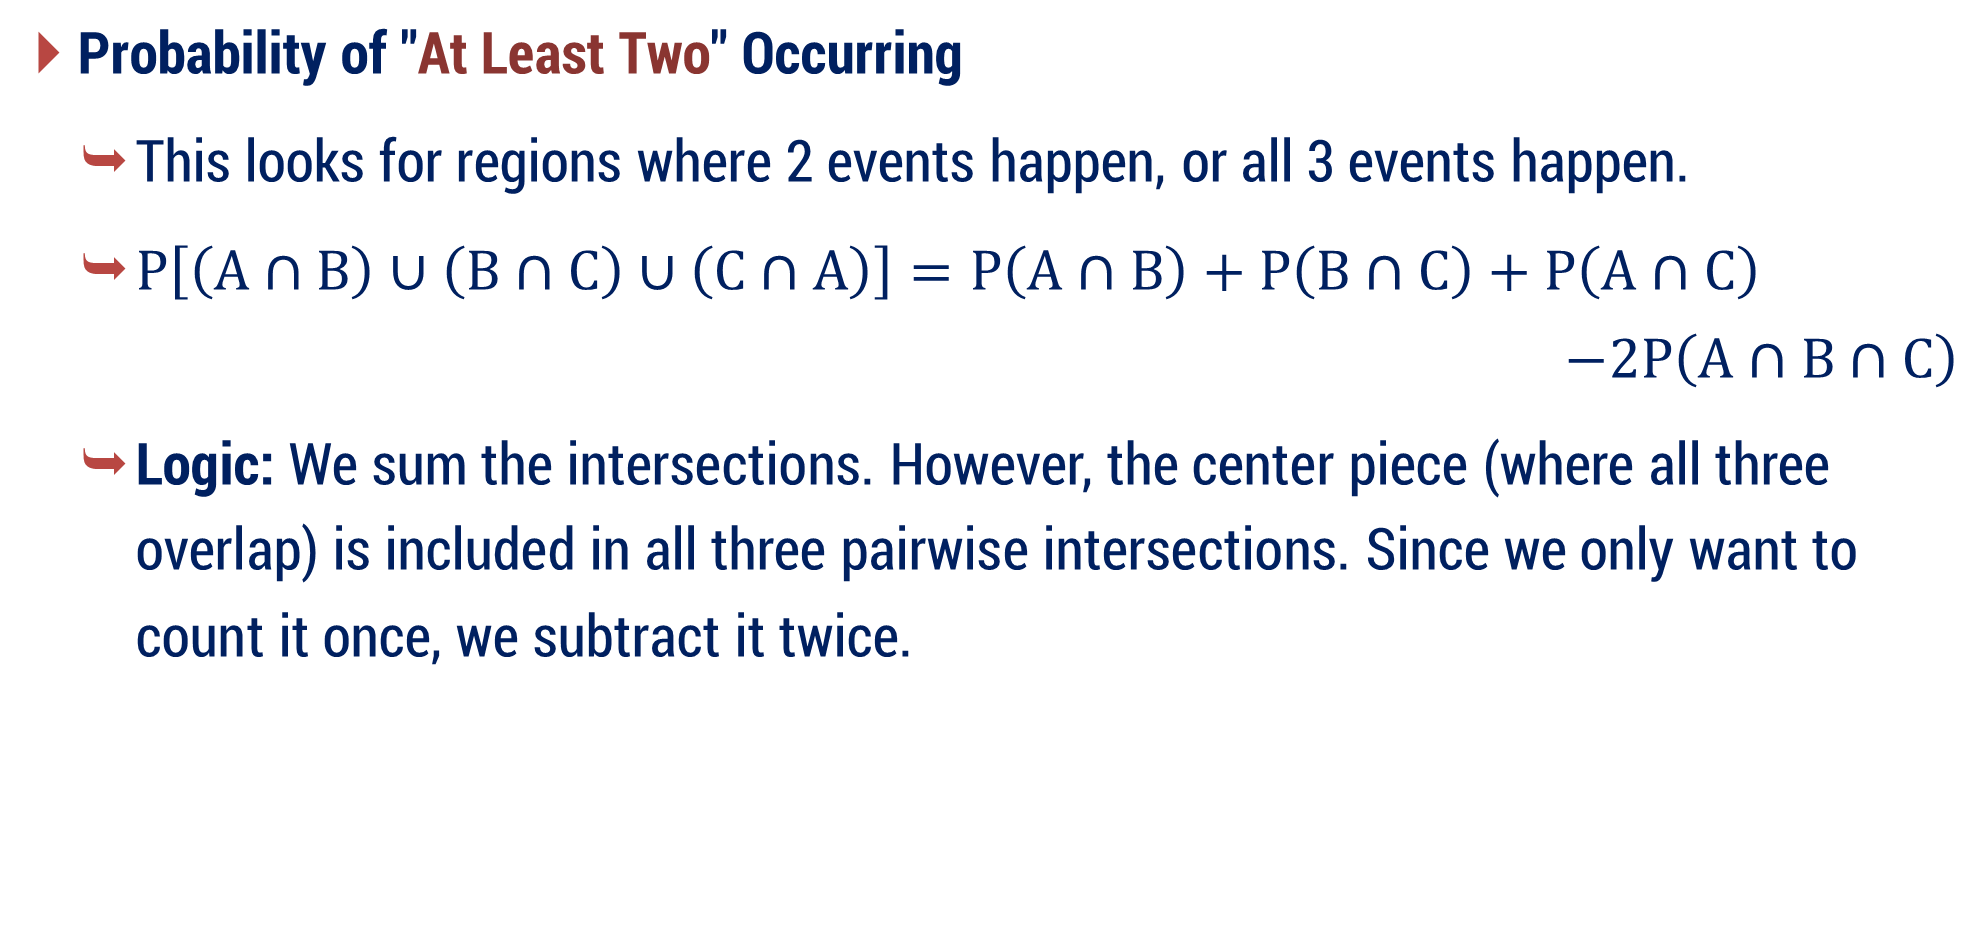 Probability of "At Least Two" Occurring
This looks for regions where 2 events happen, or all 3 events happen.
P[(A ∩ B) ∪ (B ∩ C) ∪ (C ∩ A)] = P(A ∩ B) + P(B ∩ C) + P(A ∩ C)
−2P(A ∩ B ∩ C)
Logic: We sum the intersections. However, the center piece (where all three
overlap) is included in all three pairwise intersections. Since we only want to
count it once, we subtract it twice.